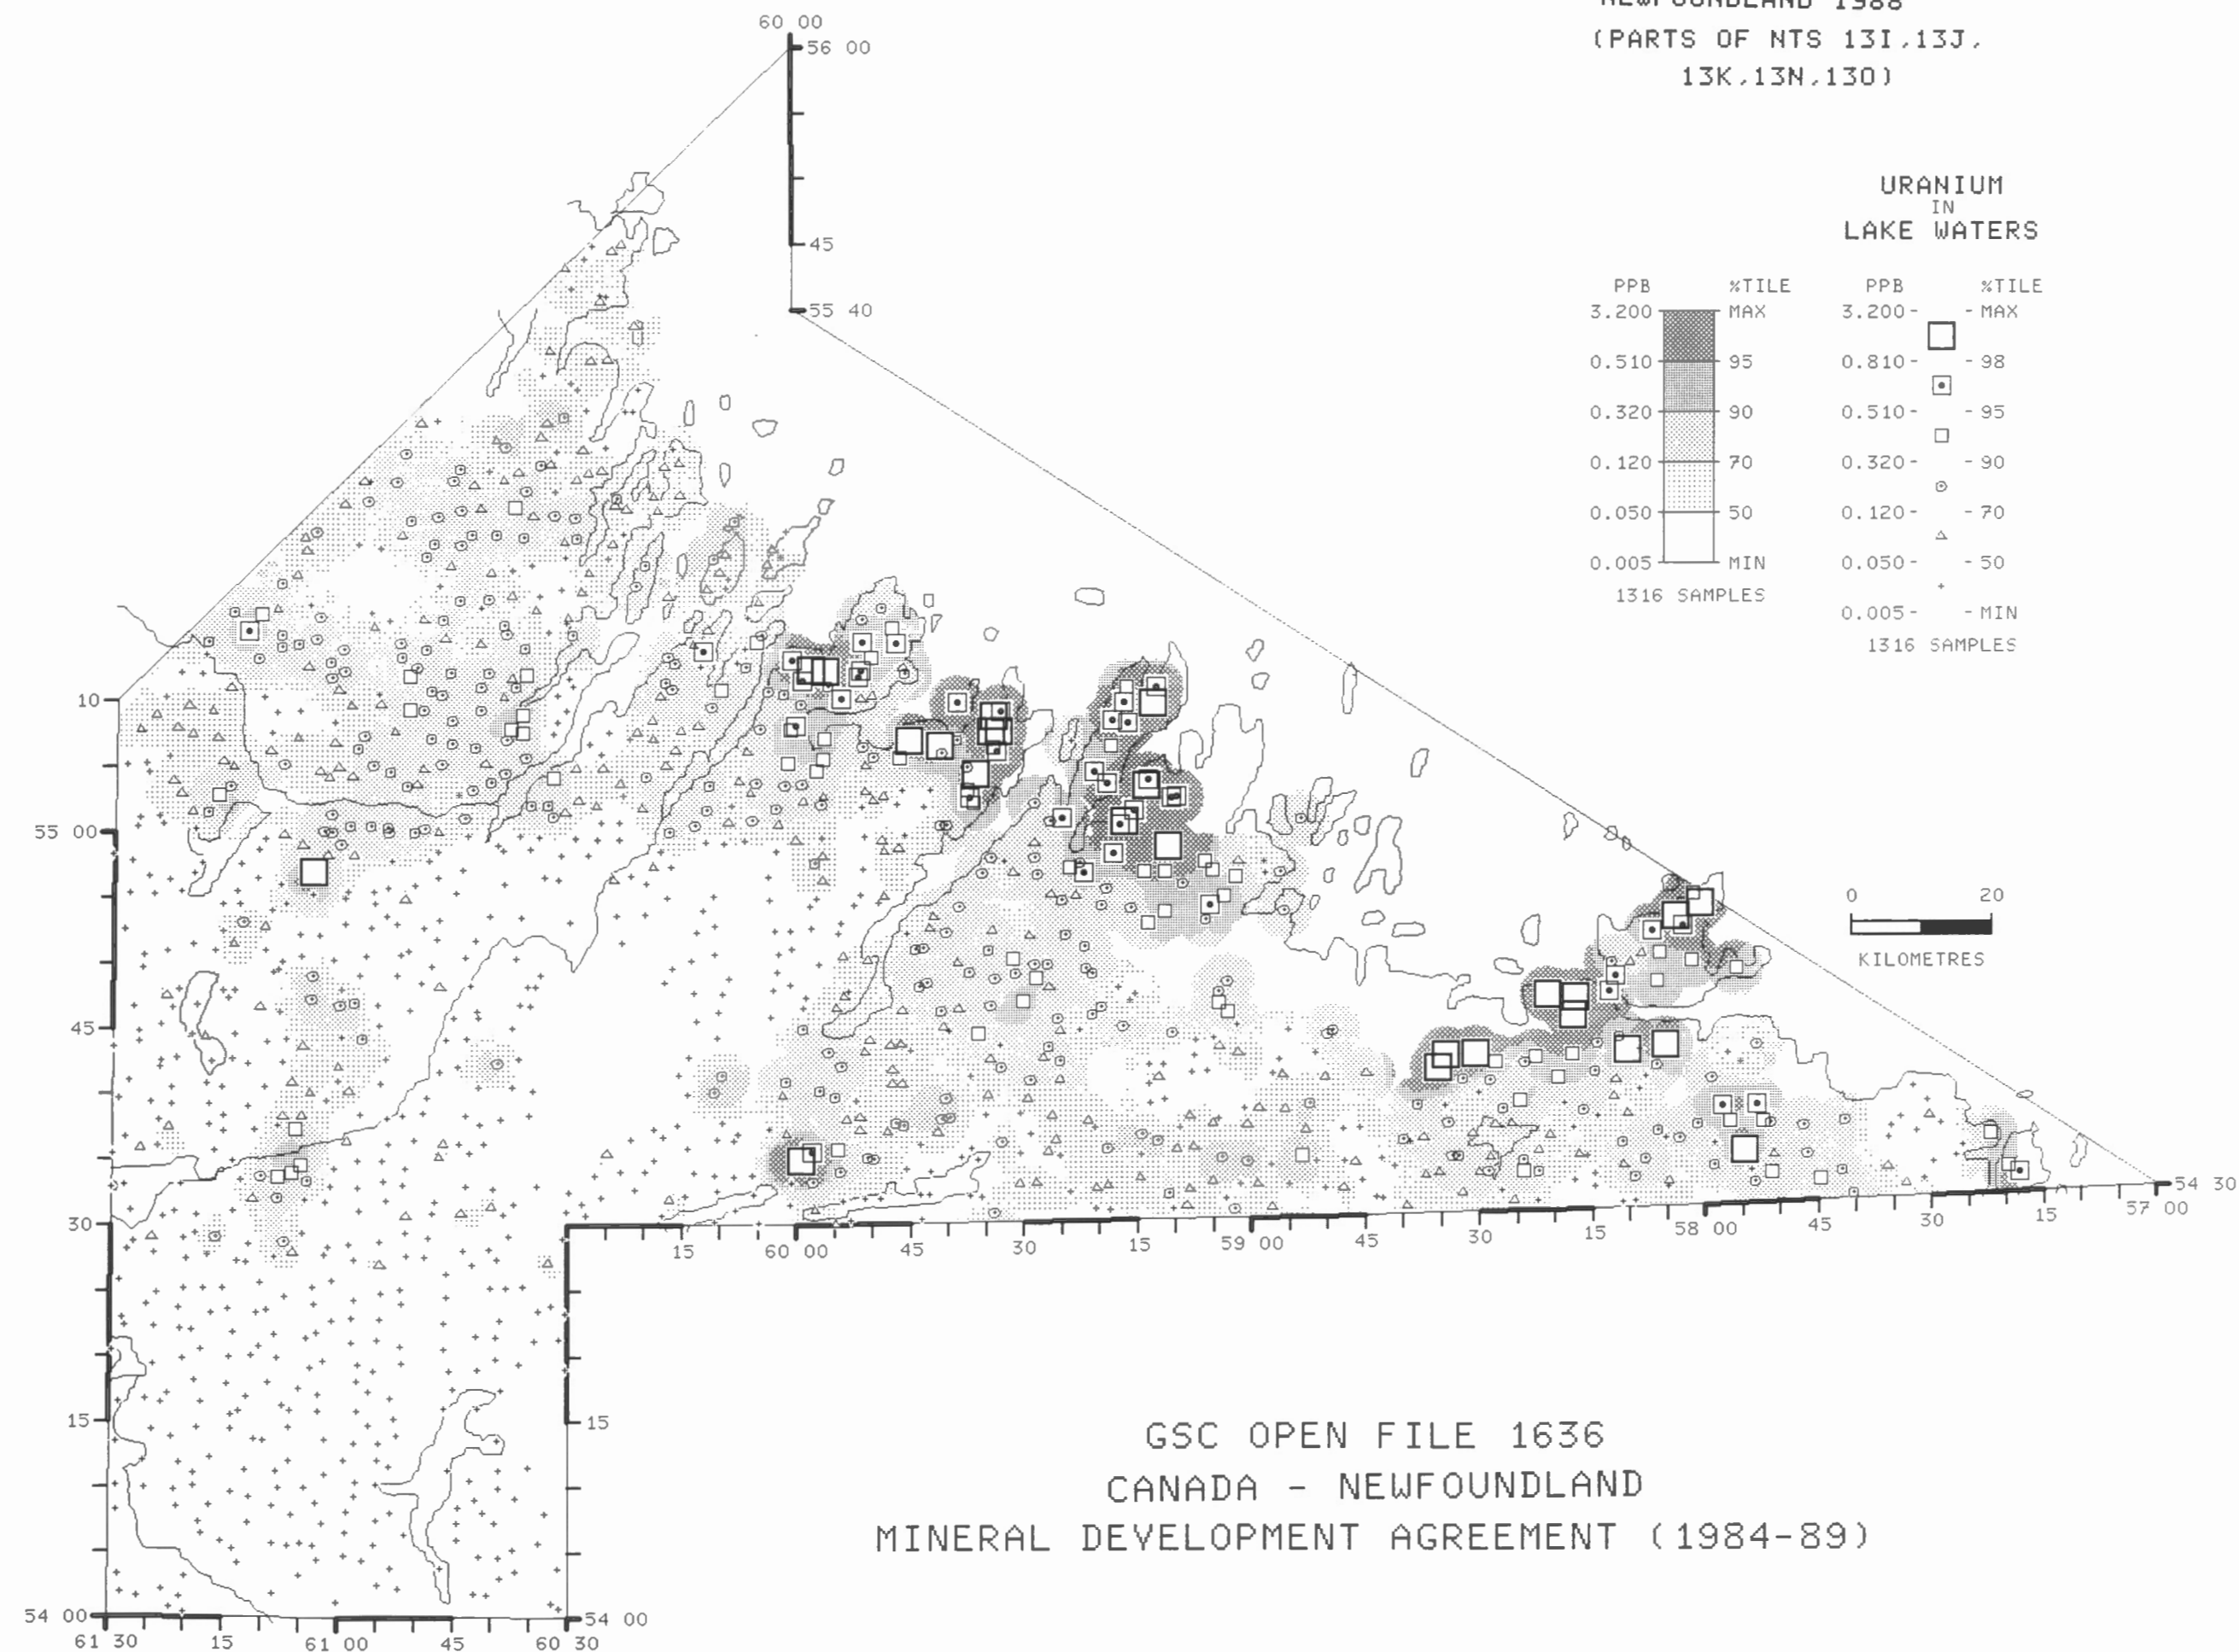 NEWFOUNDLAND 1988
(PARTS OF NTS 13I,13J,
13K,13N,13O)
60 00
56 00
45
55 40
URANIUM
IN
LAKE WATERS
PPB %TILE PPB %TILE
3.200 MAX 3.200- - MAX
0.510 95 0.810- - 98
0.320 90 0.510- - 95
0.120 70 0.320- - 90
0.050 50 0.120- - 70
0.005 MIN 0.050- - 50
1316 SAMPLES 0.005- - MIN
1316 SAMPLES
10
55 00
45
30
15
54 00
0 20
KILOMETRES
54 30
15 60 00 45 30 15 59 00 45 30 15 58 00 45 30 15 57 00
15
54 00
61 30 15 61 00 45 60 30
GSC OPEN FILE 1636
CANADA - NEWFOUNDLAND
MINERAL DEVELOPMENT AGREEMENT (1984-89)